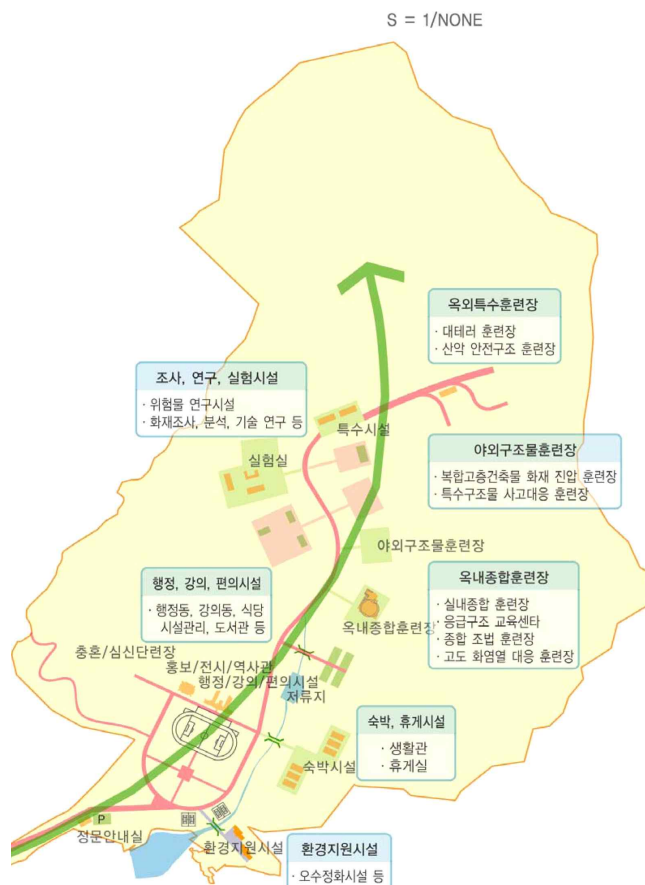 S = 1/NONE
옥외특수훈련장
· 대테러 훈련장
· 산악 안전구조 훈련장
조사, 연구, 실험시설
· 위험물 연구시설
· 화재조사, 분석, 기술 연구 등
특수시설
실험실
야외구조물훈련장
· 복합고층건축물 화재 진압 훈련장
· 특수구조물 사고대응 훈련장
야외구조물훈련장
행정, 강의, 편의시설
· 행정동, 강의동, 식당
시설관리, 도서관 등
옥내종합훈련장
· 실내종합 훈련장
· 응급구조 교육센타
· 종합 조법 훈련장
· 고도 화염열 대응 훈련장
옥내종합훈련장
충혼/심신단련장
홍보/전시/역사관
행정/강의/편의시설
저류지
숙박, 휴게시설
· 생활관
· 휴게실
숙박시설
P
정문안내실
환경지원시설
환경지원시설
· 오수정화시설 등